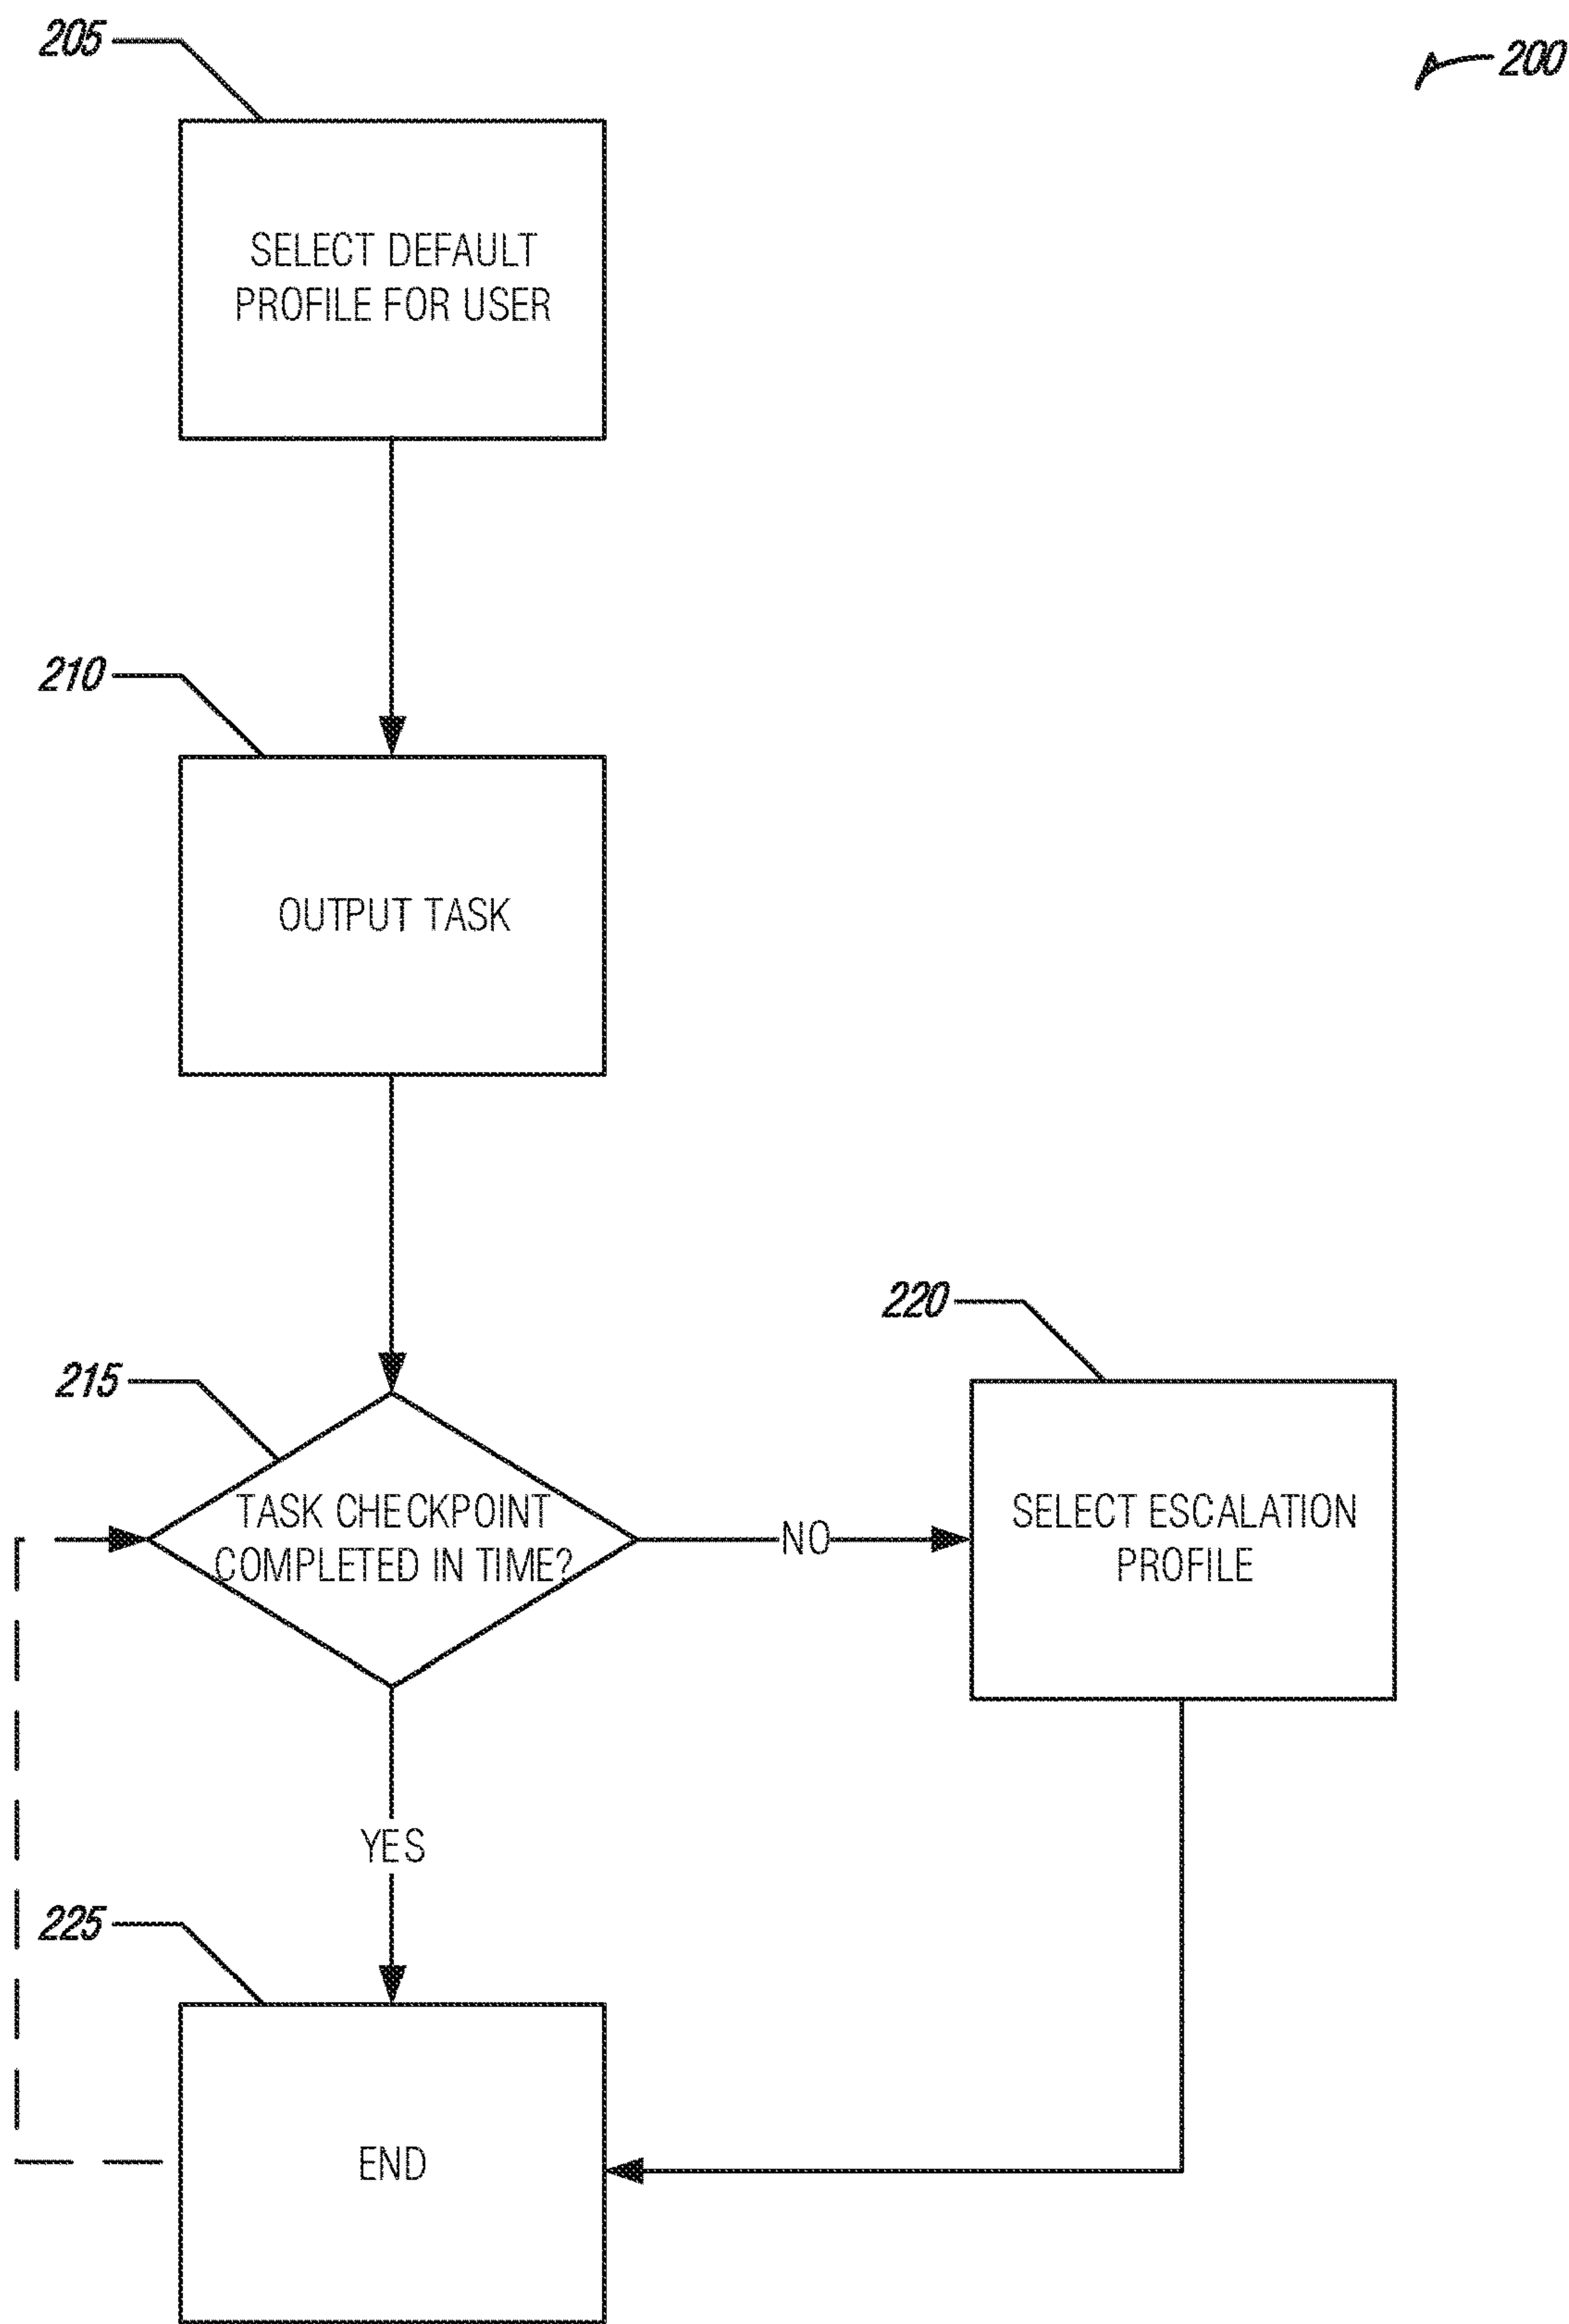 205
200
SELECT DEFAULT
PROFILE FOR USER
210
OUTPUT TASK
220
215
TASK CHECKPOINT
COMPLETED IN TIME?
NO
SELECT ESCALATION
PROFILE
YES
225
END